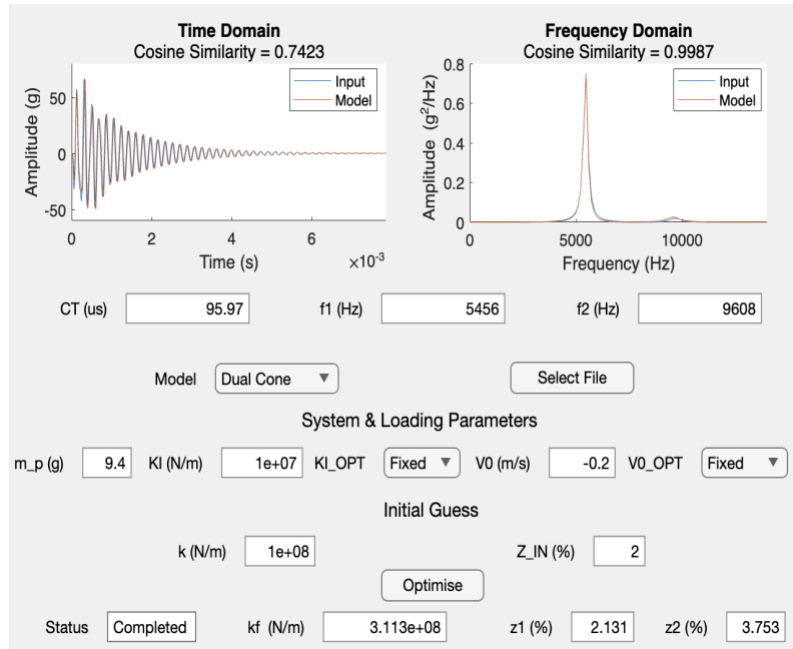 Time Domain
Cosine Similarity = 0.7423
Amplitude (g)
50
0
-50
Input
Model
0 2 4 6
×10-3
Time (s)
Frequency Domain
Cosine Similarity = 0.9987
Amplitude (g²/Hz)
0.8
0.6
0.4
0.2
0
Input
Model
0 5000 10000
Frequency (Hz)
CT (us) 95.97 f1 (Hz) 5456 f2 (Hz) 9608
Model Dual Cone Select File
System & Loading Parameters
m_p (g) 9.4 KI (N/m) 1e+07 KI_OPT Fixed V0 (m/s) -0.2 V0_OPT Fixed
Initial Guess
k (N/m) 1e+08 Z_IN (%) 2
Optimise
Status Completed kf (N/m) 3.113e+08 z1 (%) 2.131 z2 (%) 3.753